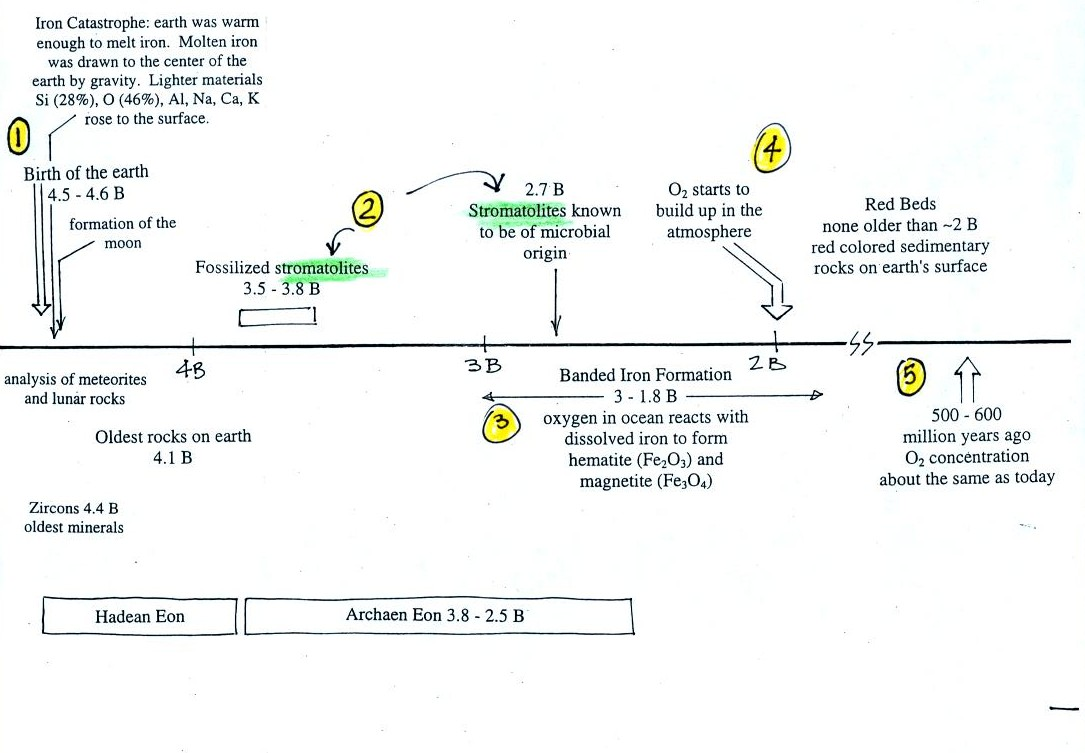 Iron Catastrophe: earth was warm
enough to melt iron. Molten iron
was drawn to the center of the
earth by gravity. Lighter materials
Si (28%), O (46%), Al, Na, Ca, K
rose to the surface.
1
Birth of the earth
4.5 - 4.6 B
formation of the
moon
2
Fossilized stromatolites
3.5 - 3.8 B
2.7 B
Stromatolites known
to be of microbial
origin
4
O₂ starts to
build up in the
atmosphere
Red Beds
none older than ~2 B
red colored sedimentary
rocks on earth's surface
4B
3B
2B
analysis of meteorites
and lunar rocks
Oldest rocks on earth
4.1 B
Zircons 4.4 B
oldest minerals
3
Banded Iron Formation
3 - 1.8 B
oxygen in ocean reacts with
dissolved iron to form
hematite (Fe₂O₃) and
magnetite (Fe₃O₄)
5
500 - 600
million years ago
O₂ concentration
about the same as today
Hadean Eon
Archaen Eon 3.8 - 2.5 B